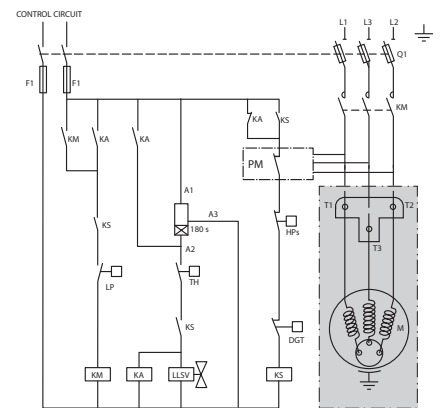 CONTROL CIRCUIT
L1 L3 L2
Q1
F1 F1
KM
KA KS
KM KA KA
PM
A1
T1 T2
A3
180 s
KS
HPs
A2
T3
TH
LP
KS
DGT
M
KM KA LLSV KS